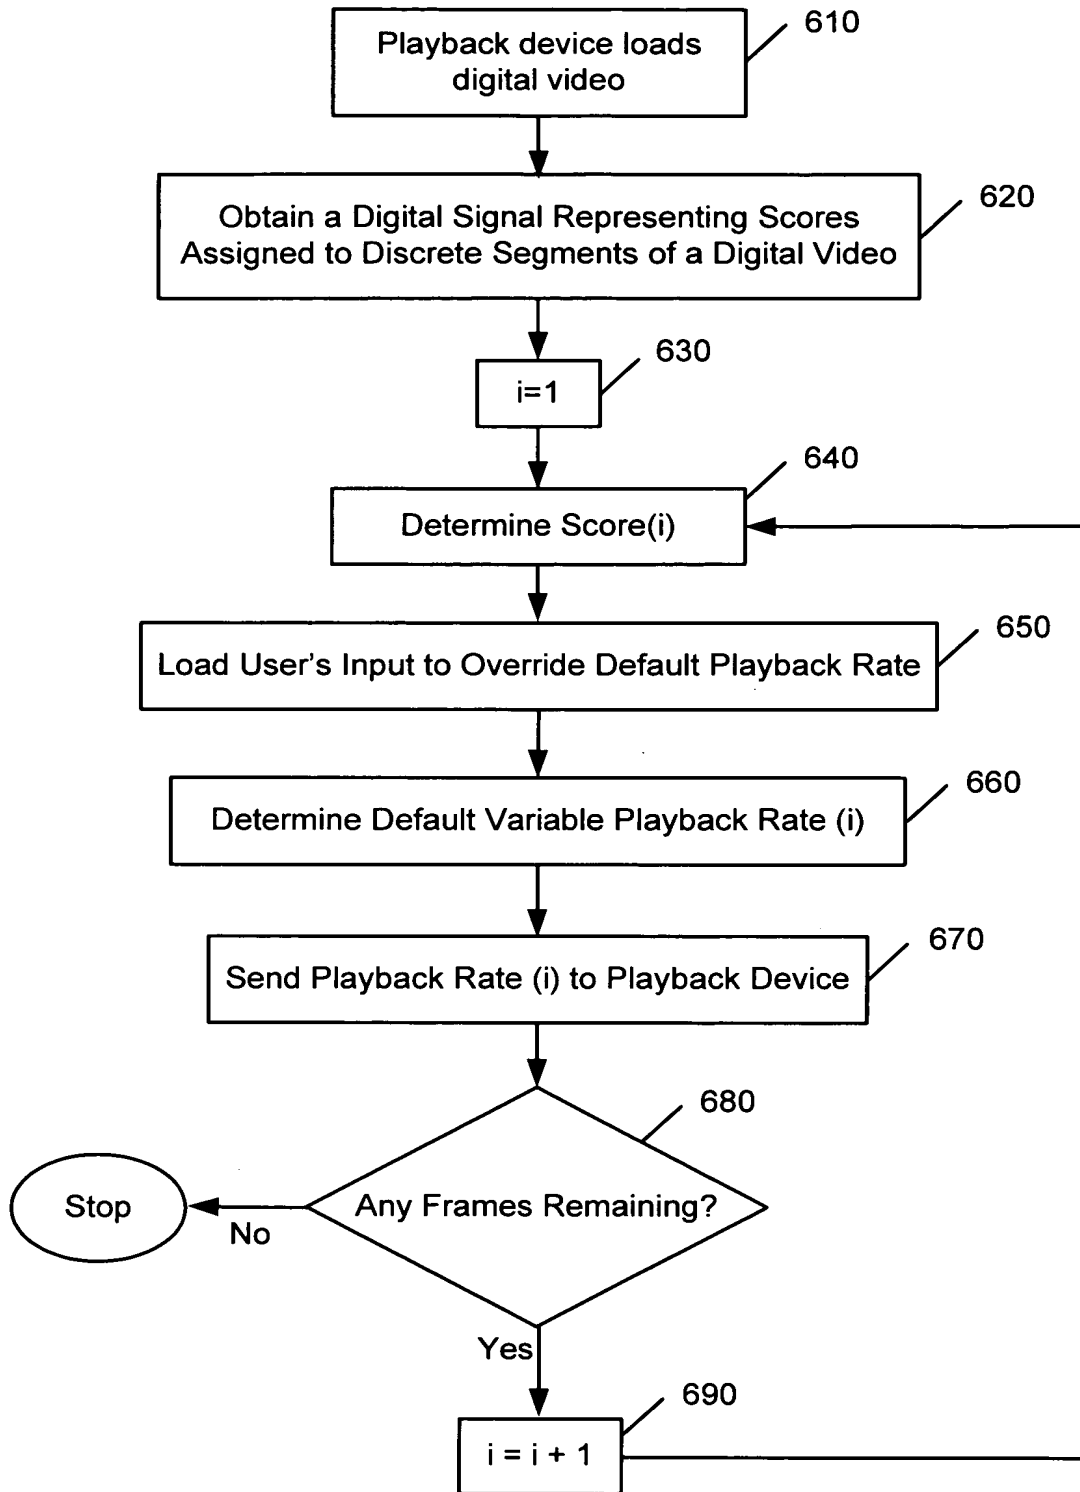 610
Playback device loads
digital video
620
Obtain a Digital Signal Representing Scores
Assigned to Discrete Segments of a Digital Video
630
i=1
640
Determine Score(i)
650
Load User's Input to Override Default Playback Rate
660
Determine Default Variable Playback Rate (i)
670
Send Playback Rate (i) to Playback Device
680
Any Frames Remaining?
Stop
No
Yes
690
i = i + 1